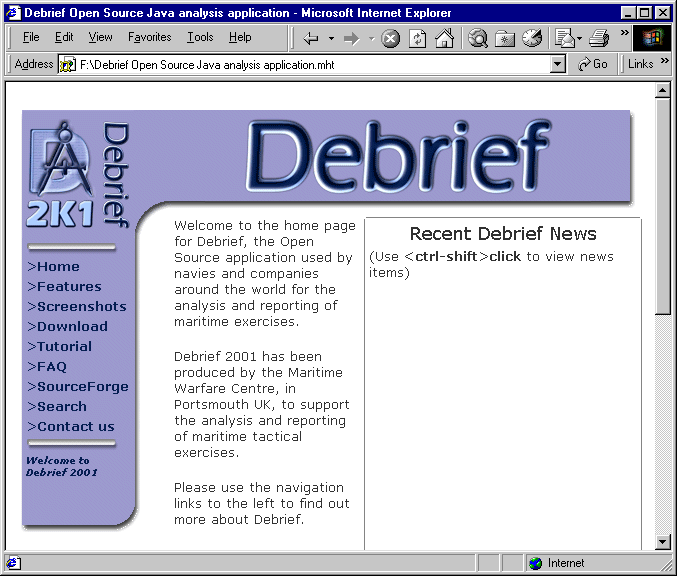 Debrief Open Source Java analysis application - Microsoft Internet Explorer
File Edit View Favorites Tools Help
Address F:\Debrief Open Source Java analysis application.mht Go Links
Debrief
2K1
Debrief
>Home
>Features
>Screenshots
>Download
>Tutorial
>FAQ
>SourceForge
>Search
>Contact us
Welcome to
Debrief 2001
Welcome to the home page
for Debrief, the Open
Source application used by
navies and companies
around the world for the
analysis and reporting of
maritime exercises.
Debrief 2001 has been
produced by the Maritime
Warfare Centre, in
Portsmouth UK, to support
the analysis and reporting
of maritime tactical
exercises.
Please use the navigation
links to the left to find out
more about Debrief.
Recent Debrief News
(Use <ctrl-shift>click to view news
items)
Internet